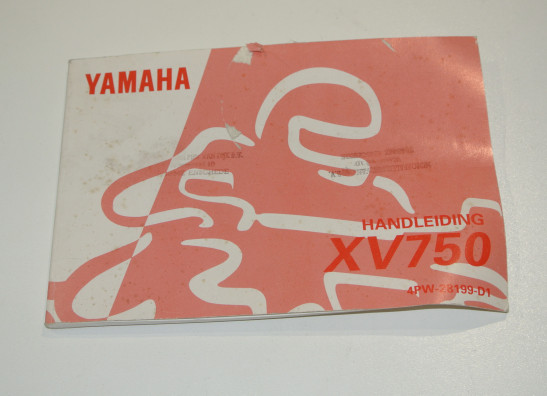 YAMAHA
HANDLEIDING
XV750
4PW-28199-D1